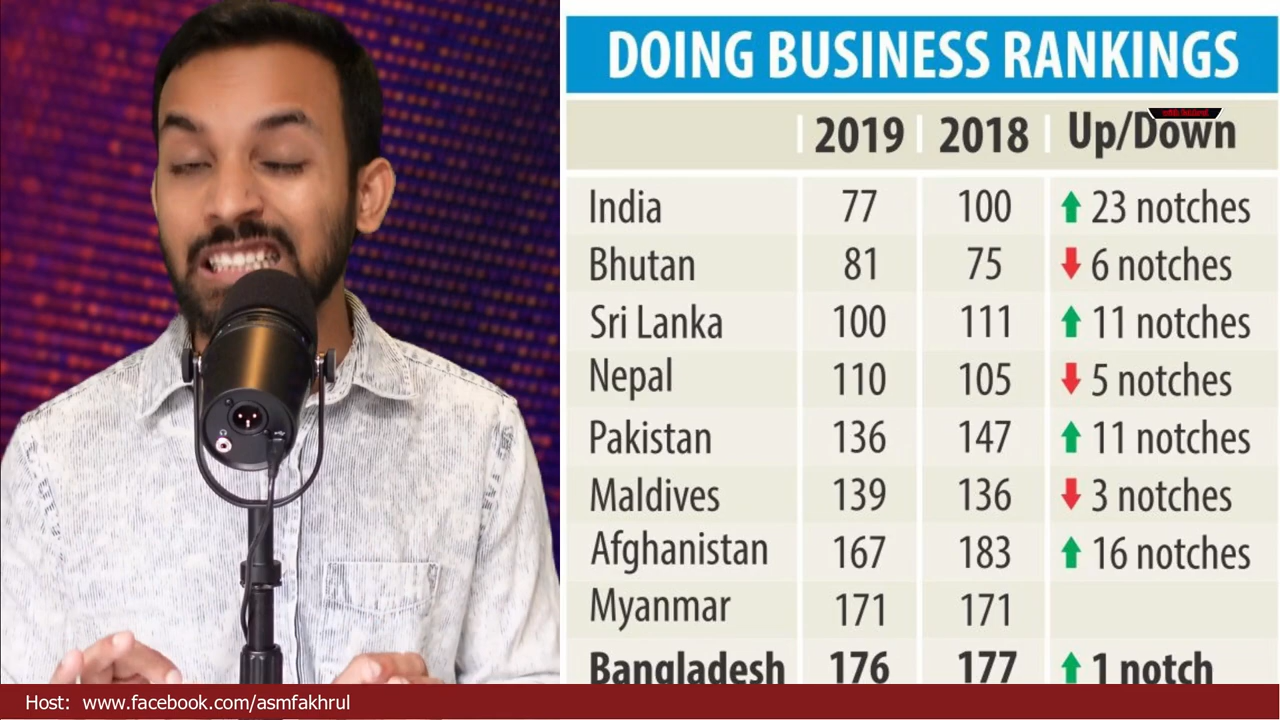 DOING BUSINESS RANKINGS
2019 2018 Up/Down
India 77 100 23 notches
Bhutan 81 75 6 notches
Sri Lanka 100 111 11 notches
Nepal 110 105 5 notches
Pakistan 136 147 11 notches
Maldives 139 136 3 notches
Afghanistan 167 183 16 notches
Myanmar 171 171
Bangladesh 176 177 1 notch
Host: www.facebook.com/asmfakhrul